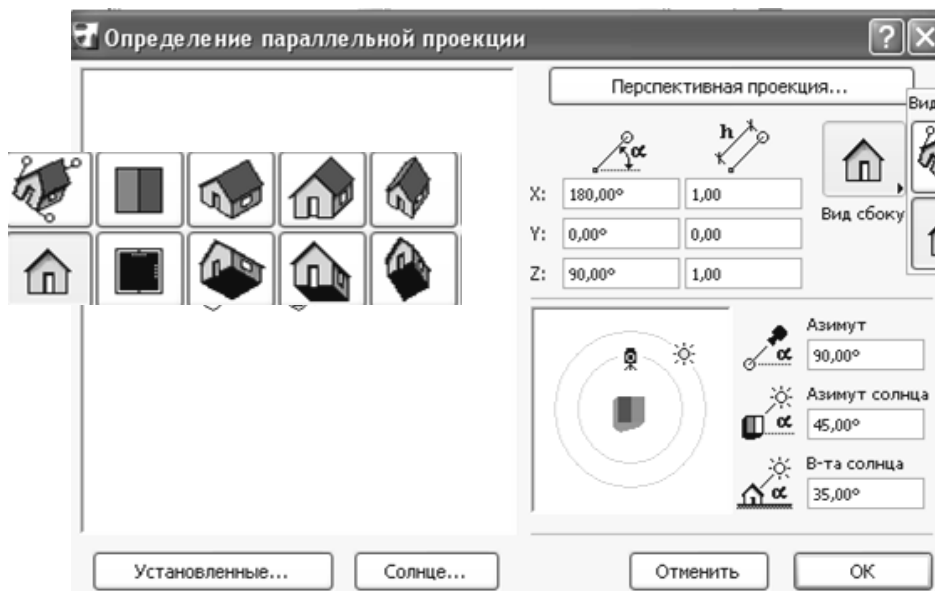 Определение параллельной проекции
Перспективная проекция...
Вид
α h
X: 180,00° 1,00
Y: 0,00° 0,00
Z: 90,00° 1,00
Вид сбоку
Азимут
α 90,00°
Азимут солнца
α 45,00°
В-та солнца
α 35,00°
Установленные... Солнце... Отменить OK